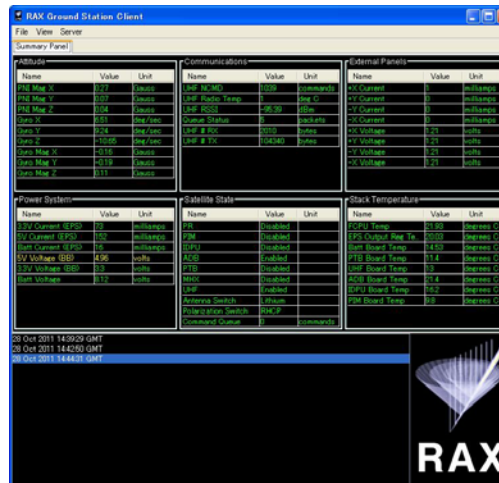 RAX Ground Station Client
File View Server
Summary Panel
Attitude
Name Value Unit
PNI Mag X 0.27 Gauss
PNI Mag Y 0.07 Gauss
PNI Mag Z 0.04 Gauss
Gyro X 6.51 deg/sec
Gyro Y 9.24 deg/sec
Gyro Z -10.65 deg/sec
Gyro Mag X -0.16 Gauss
Gyro Mag Y -0.19 Gauss
Gyro Mag Z 0.11 Gauss
Communications
Name Value Unit
UHF NCMD 1039 commands
UHF Radio Temp 1 deg C
UHF RSSI -95.39 dBm
Queue Status packets
UHF # RX 2010 bytes
UHF # TX 104340 bytes
External Panels
Name Value Unit
+X Current 1 milliamps
-X Current 0 milliamps
+Y Current 0 milliamps
-Y Current 0 milliamps
+X Voltage 1.21 volts
+Y Voltage 1.21 volts
-Y Voltage 1.21 volts
-X Voltage 1.21 volts
Power System
Name Value Unit
3.3V Current (EPS) 73 milliamps
5V Current (EPS) 152 milliamps
Batt Current (EPS) 16 milliamps
5V Voltage (BB) 4.96 volts
3.3V Voltage (BB) 3.3 volts
Batt Voltage 8.12 volts
Satellite State
Name Value Unit
PR Disabled
PIM Disabled
IDPU Disabled
ADB Enabled
PTB Disabled
MHX Disabled
UHF Enabled
Antenna Switch Lithium
Polarization Switch RHCP
Command Queue 0 commands
Stack Temperature
Name Value Unit
FCPU Temp 21.93 degrees C
EPS Output Reg Te... 20.03 degrees C
Batt Board Temp 14.53 degrees C
PTB Board Temp 11.4 degrees C
UHF Board Temp 13 degrees C
ADB Board Temp 21.4 degrees C
IDPU Board Temp 16.2 degrees C
PIM Board Temp 9.8 degrees C
28 Oct 2011 14:39:29 GMT
28 Oct 2011 14:42:50 GMT
28 Oct 2011 14:44:31 GMT
RAX